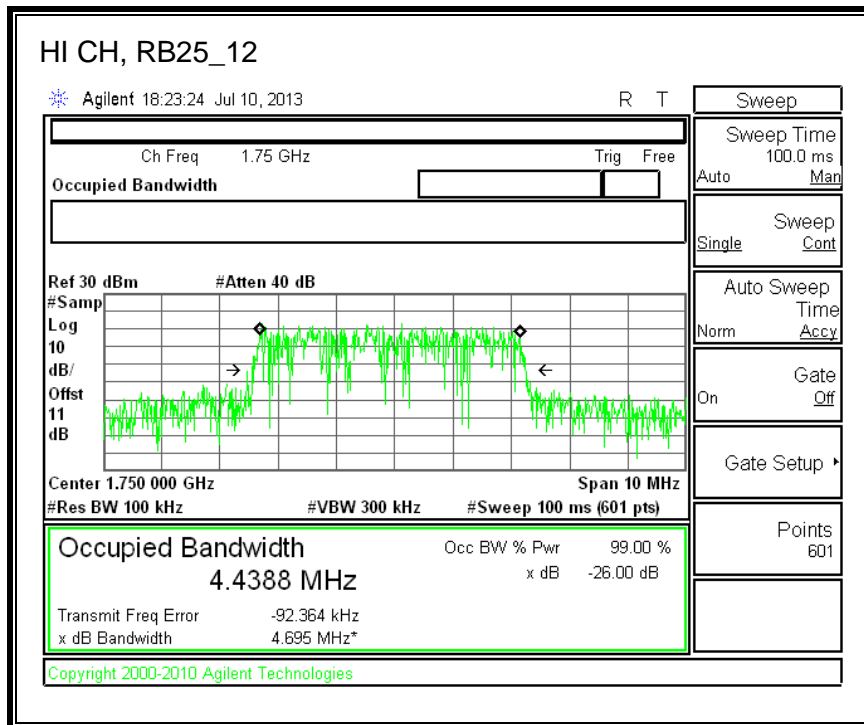 HI CH, RB25_12
Agilent 18:23:24 Jul 10, 2013 R T
Ch Freq 1.75 GHz Trig Free
Occupied Bandwidth
Ref 30 dBm #Atten 40 dB
#Samp
Log
10
dB/
Offst
11
dB
Center 1.750 000 GHz Span 10 MHz
#Res BW 100 kHz #VBW 300 kHz #Sweep 100 ms (601 pts)
Occupied Bandwidth Occ BW % Pwr 99.00 %
4.4388 MHz x dB -26.00 dB
Transmit Freq Error -92.364 kHz
x dB Bandwidth 4.695 MHz*
Copyright 2000-2010 Agilent Technologies
Sweep
Sweep Time
100.0 ms
Auto Man
Sweep
Single Cont
Auto Sweep
Time
Norm Accy
Gate
On Off
Gate Setup
Points
601